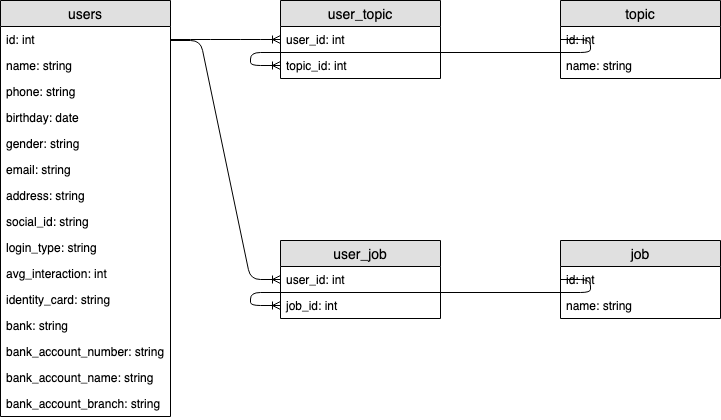 users
id: int
name: string
phone: string
birthday: date
gender: string
email: string
address: string
social_id: string
login_type: string
avg_interaction: int
identity_card: string
bank: string
bank_account_number: string
bank_account_name: string
bank_account_branch: string
user_topic
user_id: int
topic_id: int
topic
id: int
name: string
user_job
user_id: int
job_id: int
job
id: int
name: string